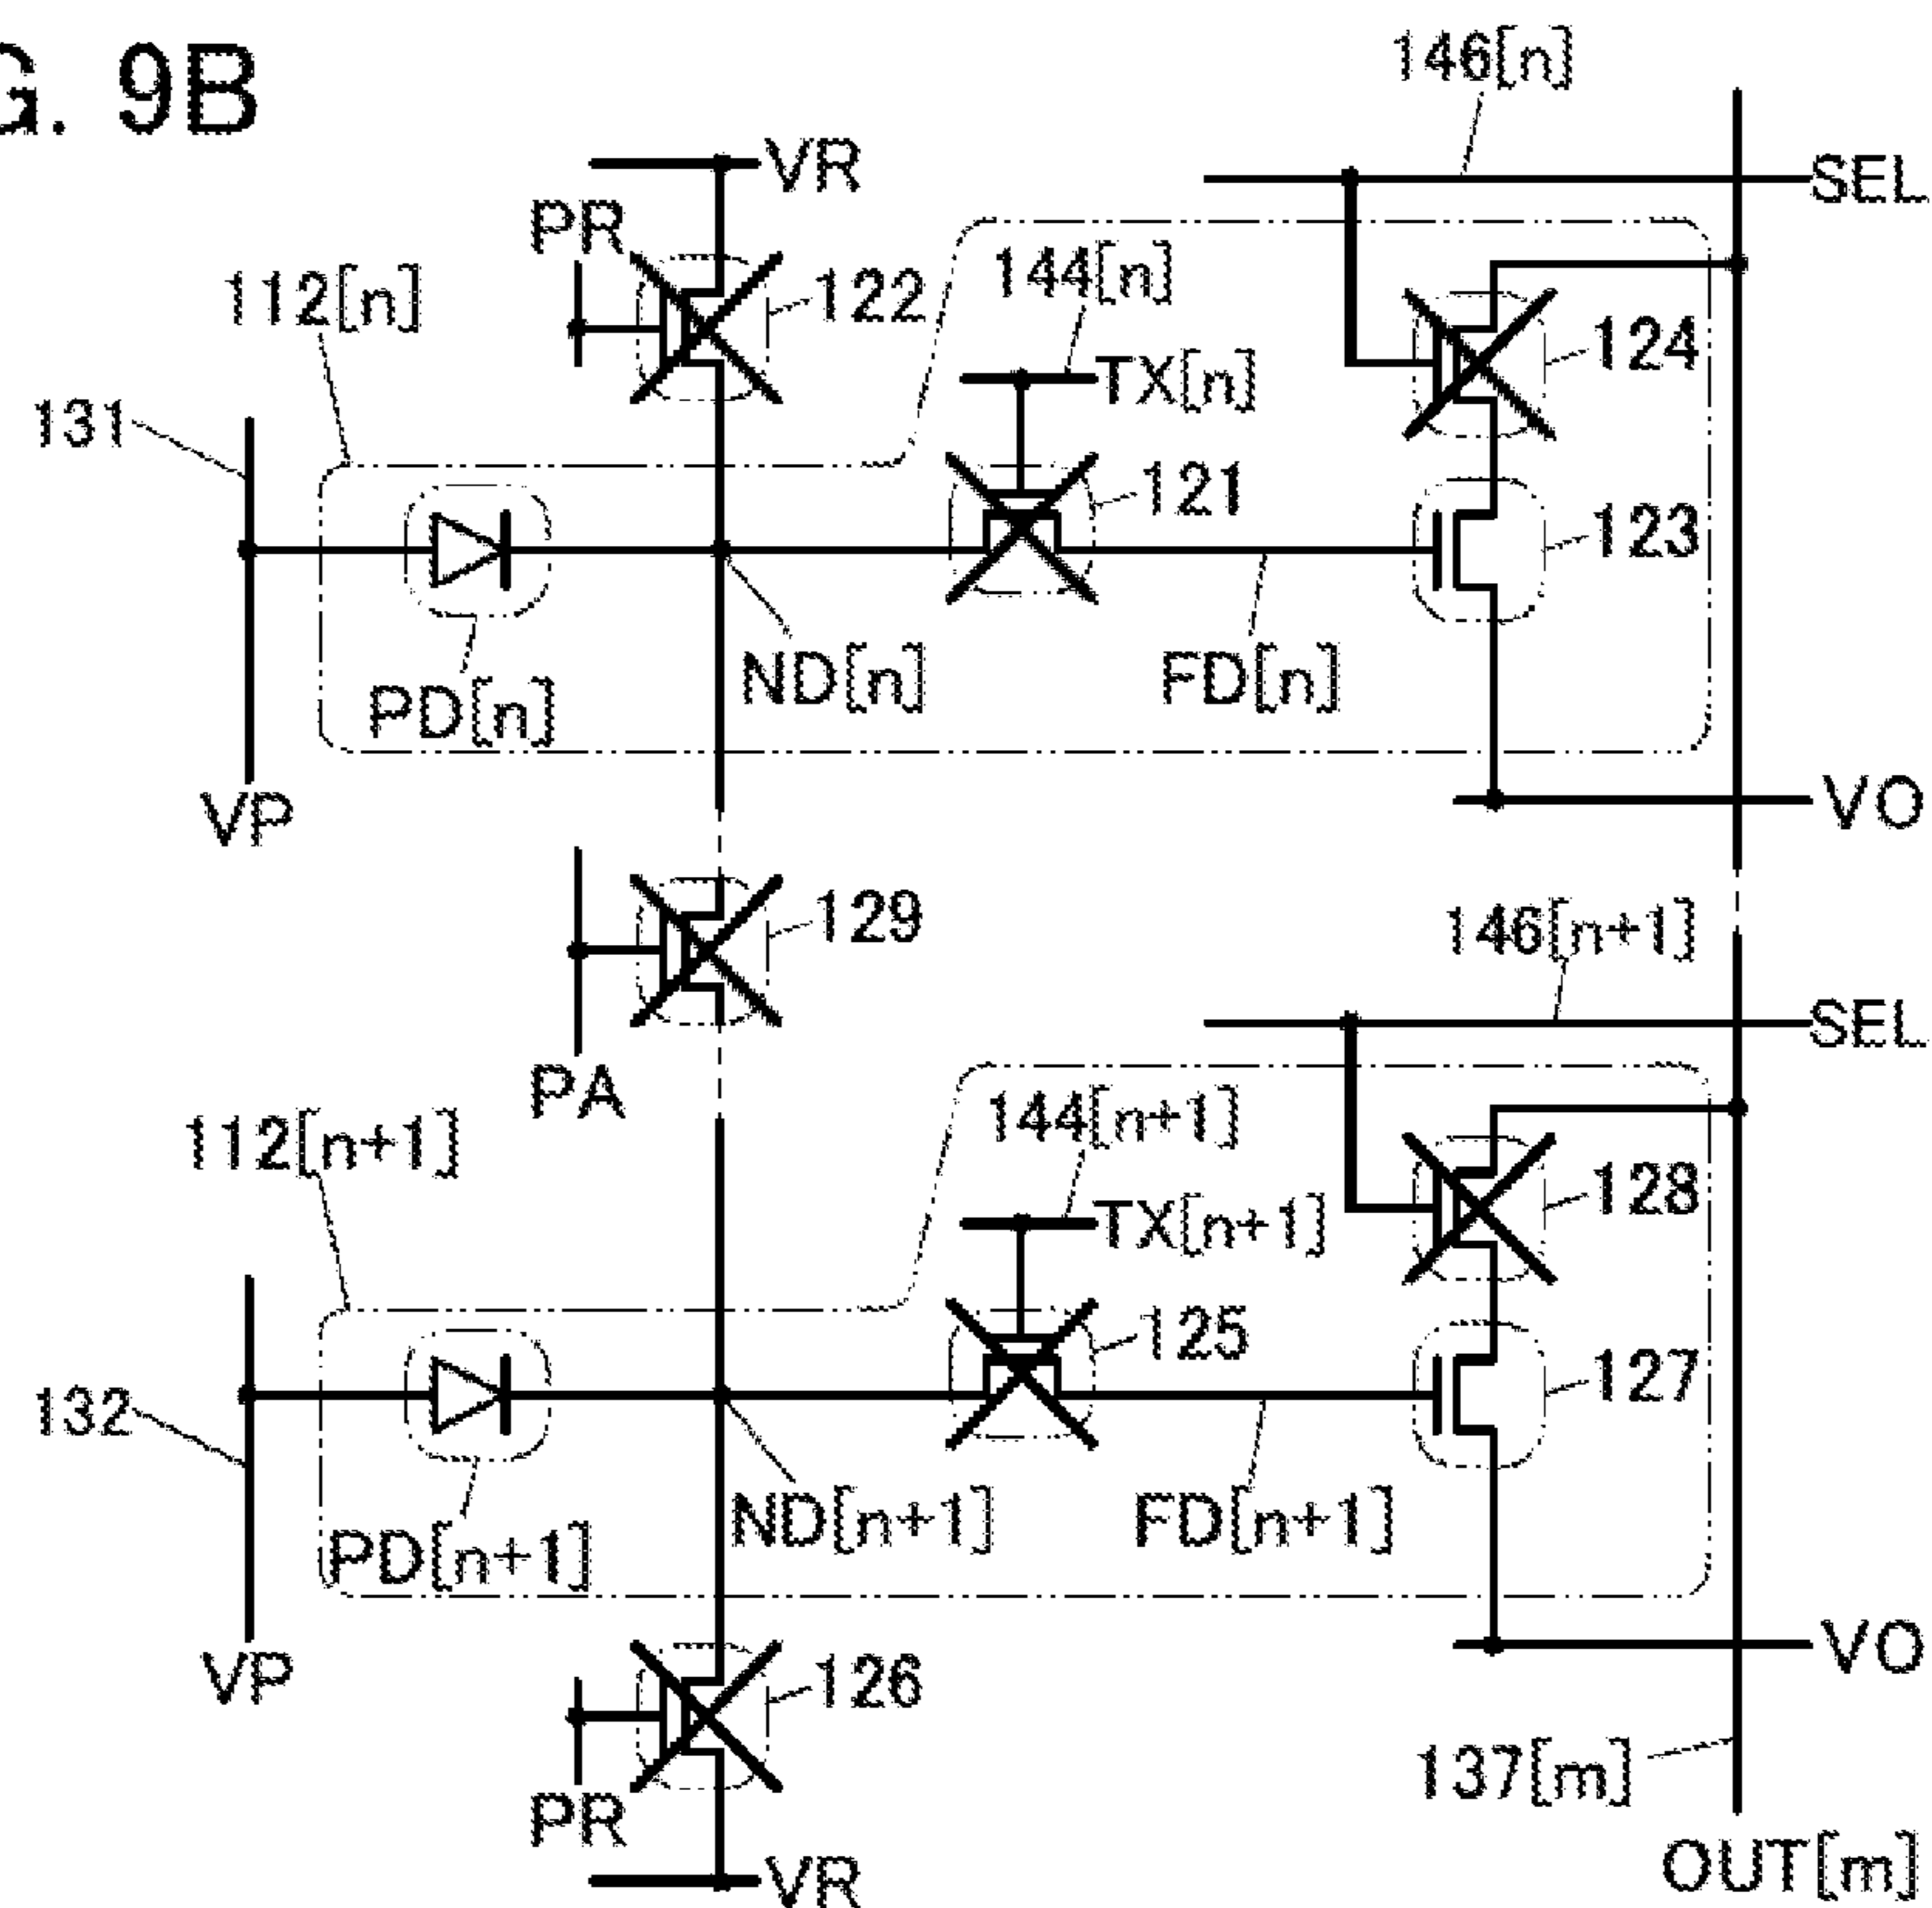 G. 9B
146[n]
VR
SEL
PR
144[n]
112[n]
122
124
TX[n]
131
121
123
ND[n]
FD[n]
PD[n]
VP
VO
129
146[n+1]
SEL
PA
144[n+1]
112[n+1]
128
TX[n+1]
125
127
132
ND[n+1]
FD[n+1]
PD[n+1]
VP
126
VO
137[m]
PR
VR
OUT[m]